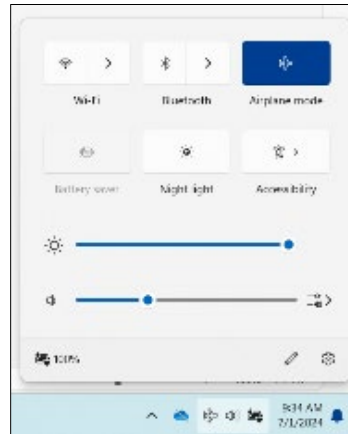 Wi-Fi Bluetooth Airplane mode
Battery saver Night light Accessibility
100%
9:34 AM
7/1/2024